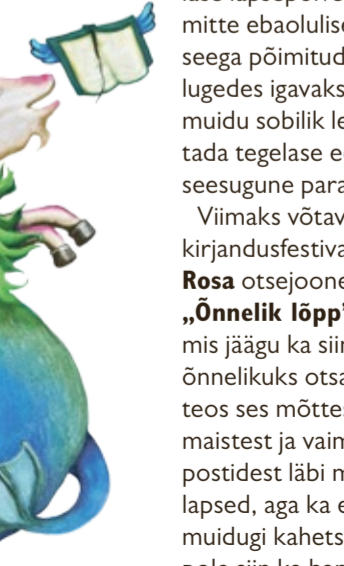 mitte ebaolulise
seega põimitud
lugedes igavaks
muidu sobilik le
tada tegelase e
seesugune para
Viimaks võtav
kirjandusfestiva
Rosa otsejoone
„Õnnelik lõpp"
mis jäägu ka siin
õnnelikuks otsa
teos ses mõttes
maistest ja vaim
postidest läbi m
lapsed, aga ka e
muidugi kahets